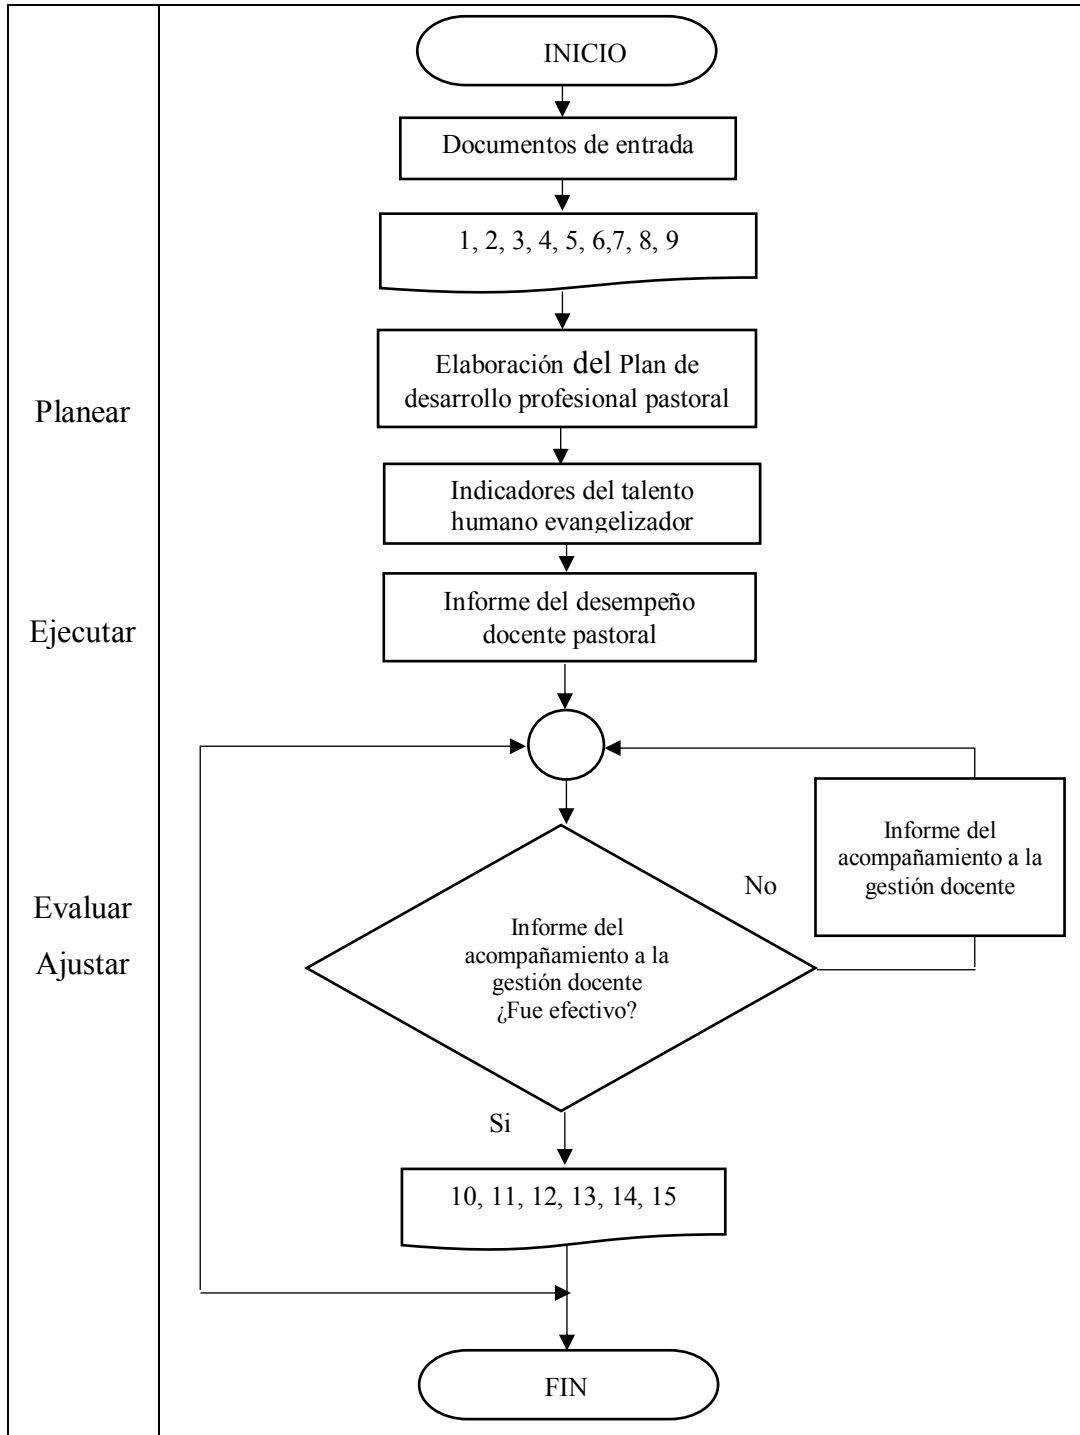 INICIO
Documentos de entrada
1, 2, 3, 4, 5, 6,7, 8, 9
Elaboración del Plan de
desarrollo profesional pastoral
Planear
Indicadores del talento
humano evangelizador
Informe del desempeño
docente pastoral
Ejecutar
Informe del
acompañamiento a la
gestión docente
No
Evaluar
Ajustar
Informe del
acompañamiento a la
gestión docente
¿Fue efectivo?
Si
10, 11, 12, 13, 14, 15
FIN